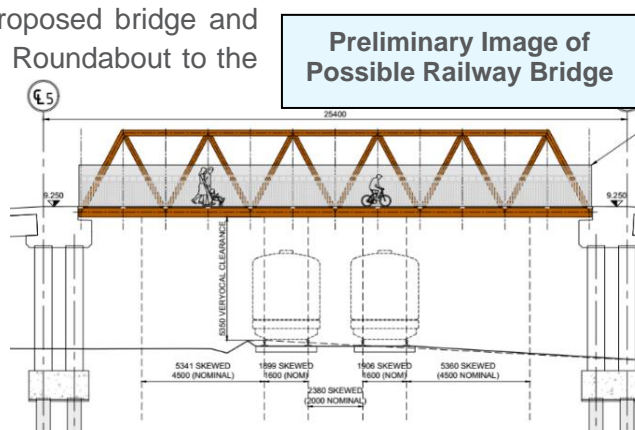 roposed bridge and
Roundabout to the
Preliminary Image of
Possible Railway Bridge
℄5
25400
9.250
9.250
5350 VERYOCAL CLEARANCE
5341 SKEWED
4500 (NOMINAL)
1899 SKEWED
1600 (NOM)
2380 SKEWED
(2000 NOMINAL)
1906 SKEWED
1600 (NOM)
5360 SKEWED
(4500 NOMINAL)